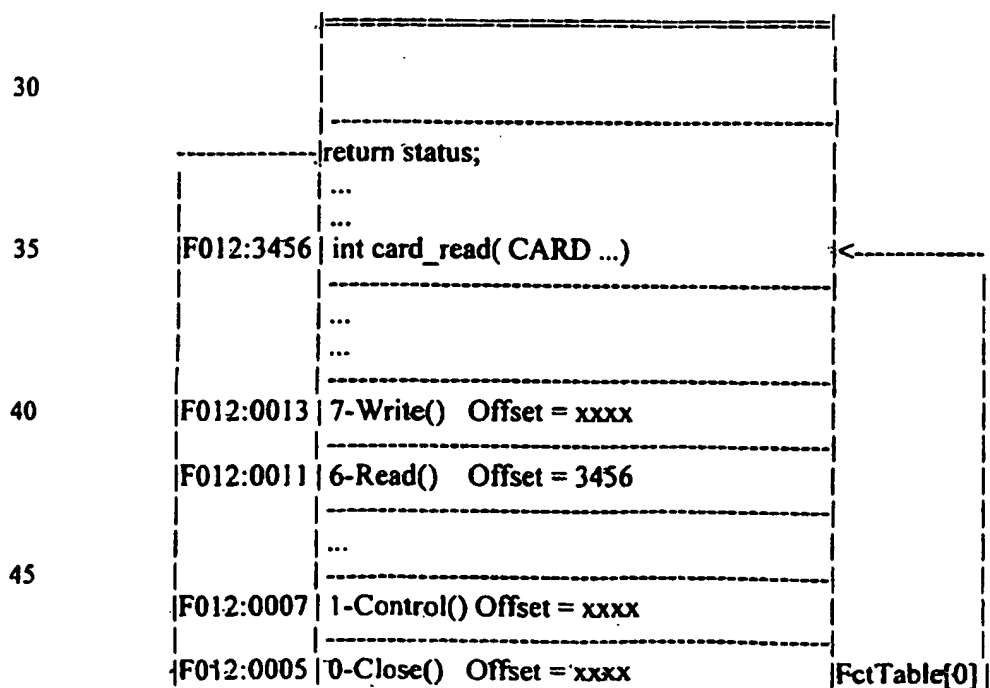 30
return status;
...
...
35 F012:3456 int card_read( CARD ...)
...
...
40 F012:0013 7-Write() Offset = xxxx
F012:0011 6-Read() Offset = 3456
...
45
F012:0007 1-Control() Offset = xxxx
F012:0005 0-Close() Offset = xxxx FctTable[0]